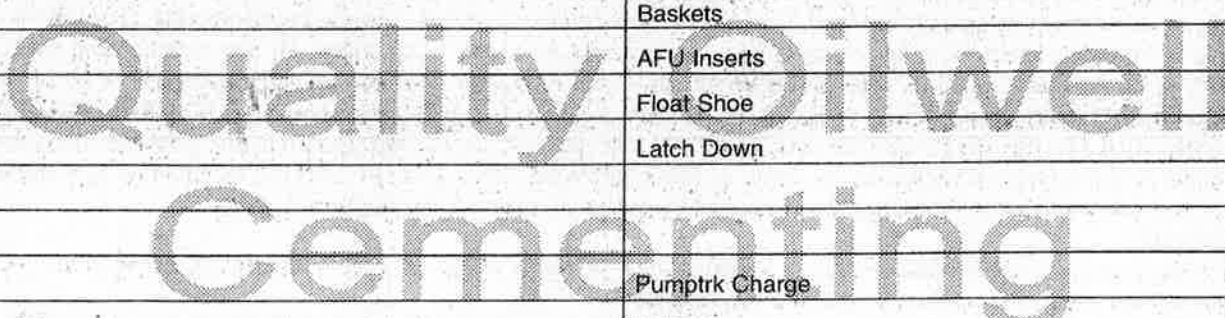 Baskets
Quality Oilwell
AFU Inserts
Float Shoe
Latch Down
Cementing
Pumptrk Charge